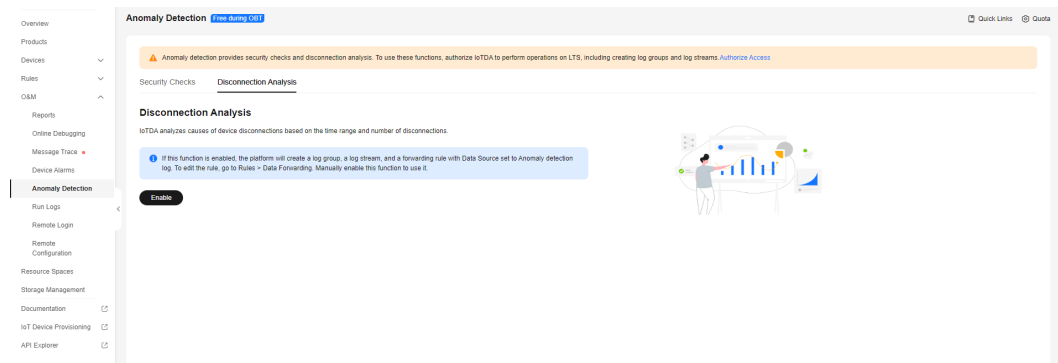 Overview
Products
Devices
Rules
O&M
Reports
Online Debugging
Message Trace
Device Alarms
Anomaly Detection
Run Logs
Remote Login
Remote
Configuration
Resource Spaces
Storage Management
Documentation
IoT Device Provisioning
API Explorer
Anomaly Detection Free during OBT
Quick Links Quota
Anomaly detection provides security checks and disconnection analysis. To use these functions, authorize IoTDA to perform operations on LTS, including creating log groups and log streams. Authorize Access
Security Checks Disconnection Analysis
Disconnection Analysis
IoTDA analyzes causes of device disconnections based on the time range and number of disconnections.
If this function is enabled, the platform will create a log group, a log stream, and a forwarding rule with Data Source set to Anomaly detection
log. To edit the rule, go to Rules > Data Forwarding. Manually enable this function to use it.
Enable